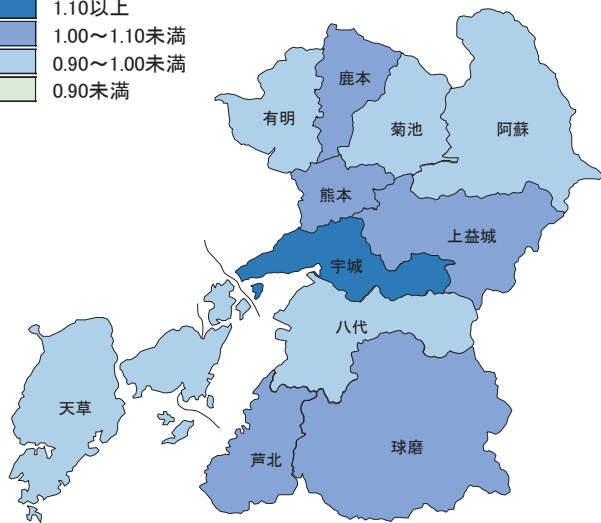 1.10以上
1.00～1.10未満
0.90～1.00未満
0.90未満
鹿本
有明
菊池
阿蘇
熊本
上益城
宇城
八代
天草
芦北
球磨